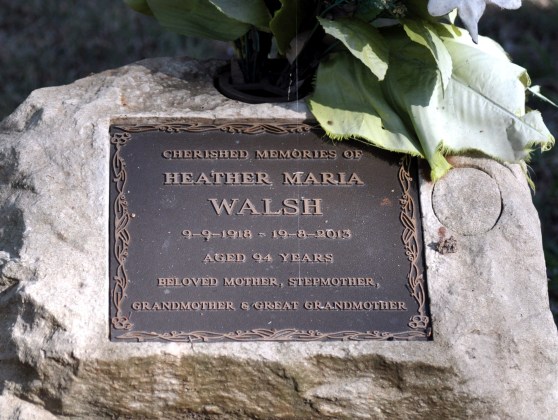 CHERISHED MEMORIES OF
HEATHER MARIA
WALSH
9-9-1918 - 19-8-2013
AGED 94 YEARS
BELOVED MOTHER, STEPMOTHER,
GRANDMOTHER & GREAT GRANDMOTHER